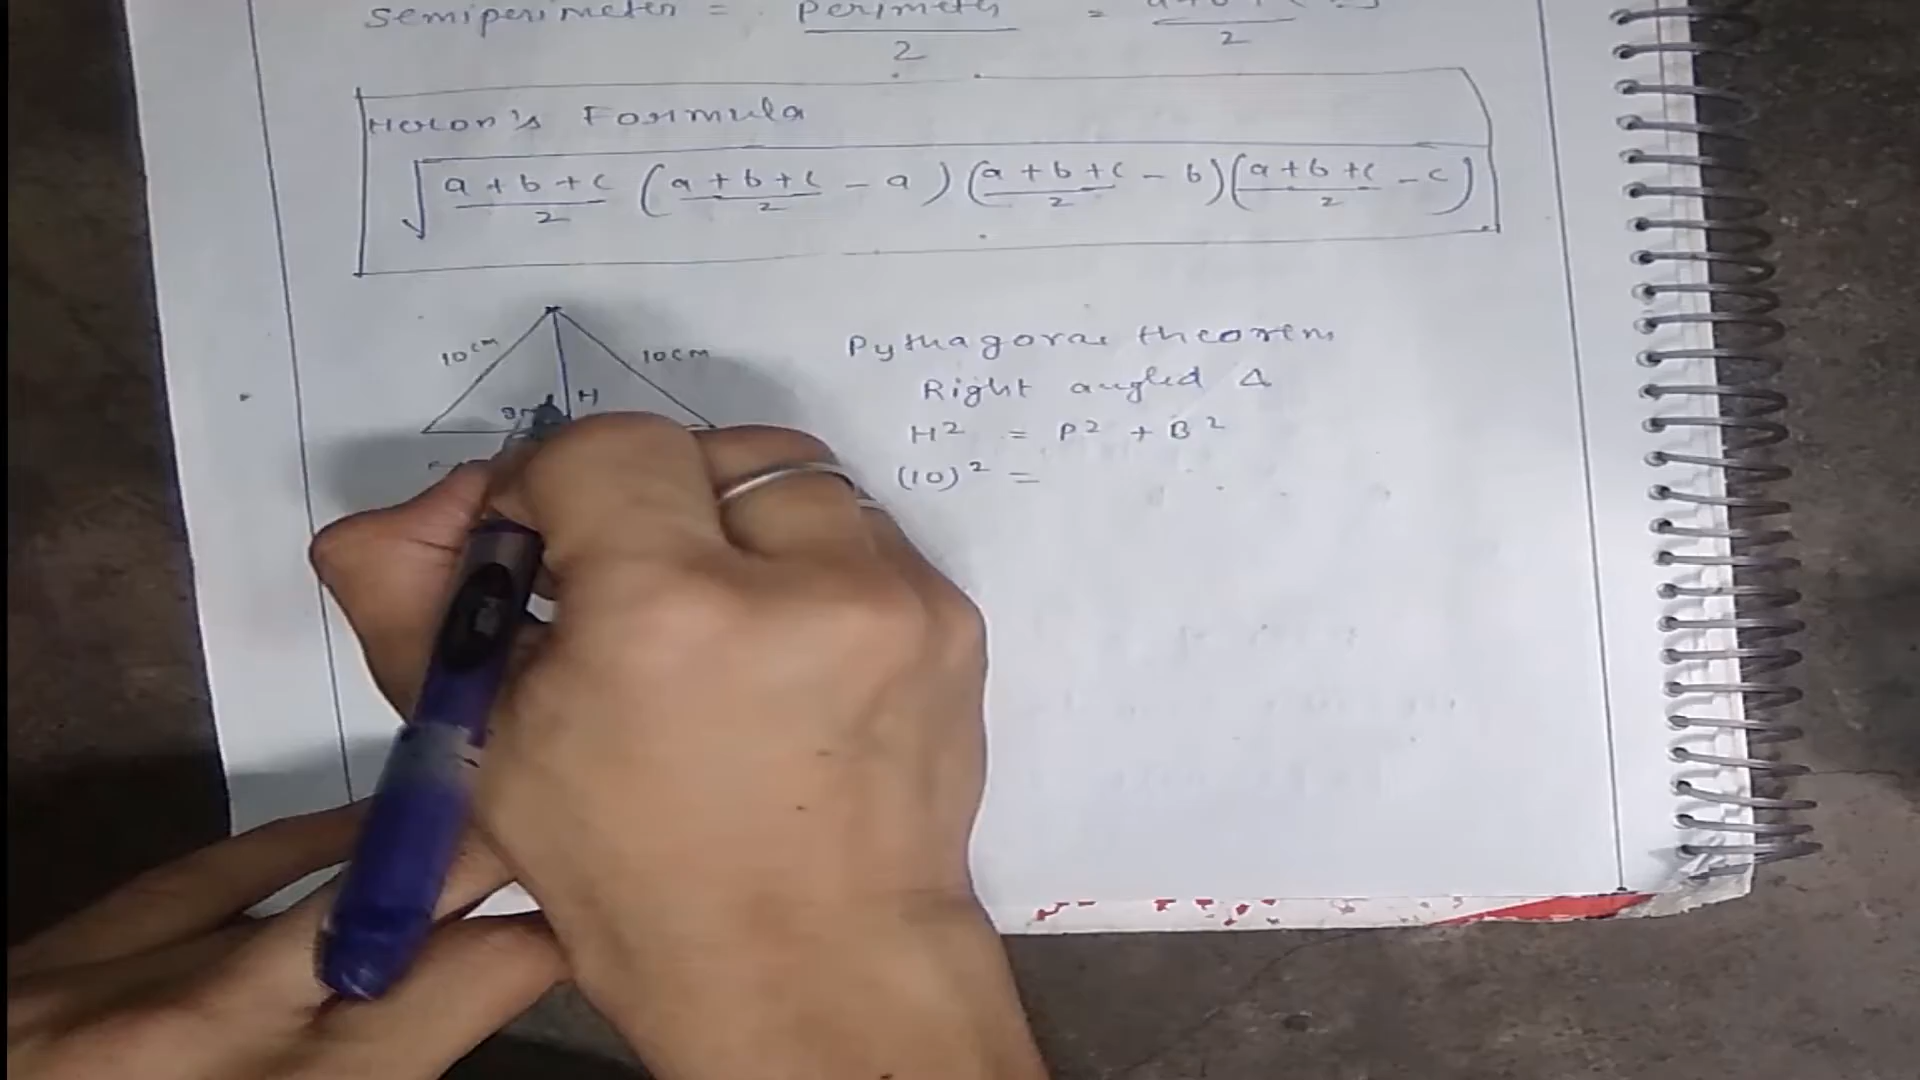 Semiperimeter = Perimeter / 2 = / 2
Heron's Formula
√ a+b+c/2 (a+b+c/2 - a) (a+b+c/2 - b) (a+b+c/2 - c)
10cm
10cm
H
Pythagoras theorem
Right angled Δ
H² = P² + B²
(10)² =